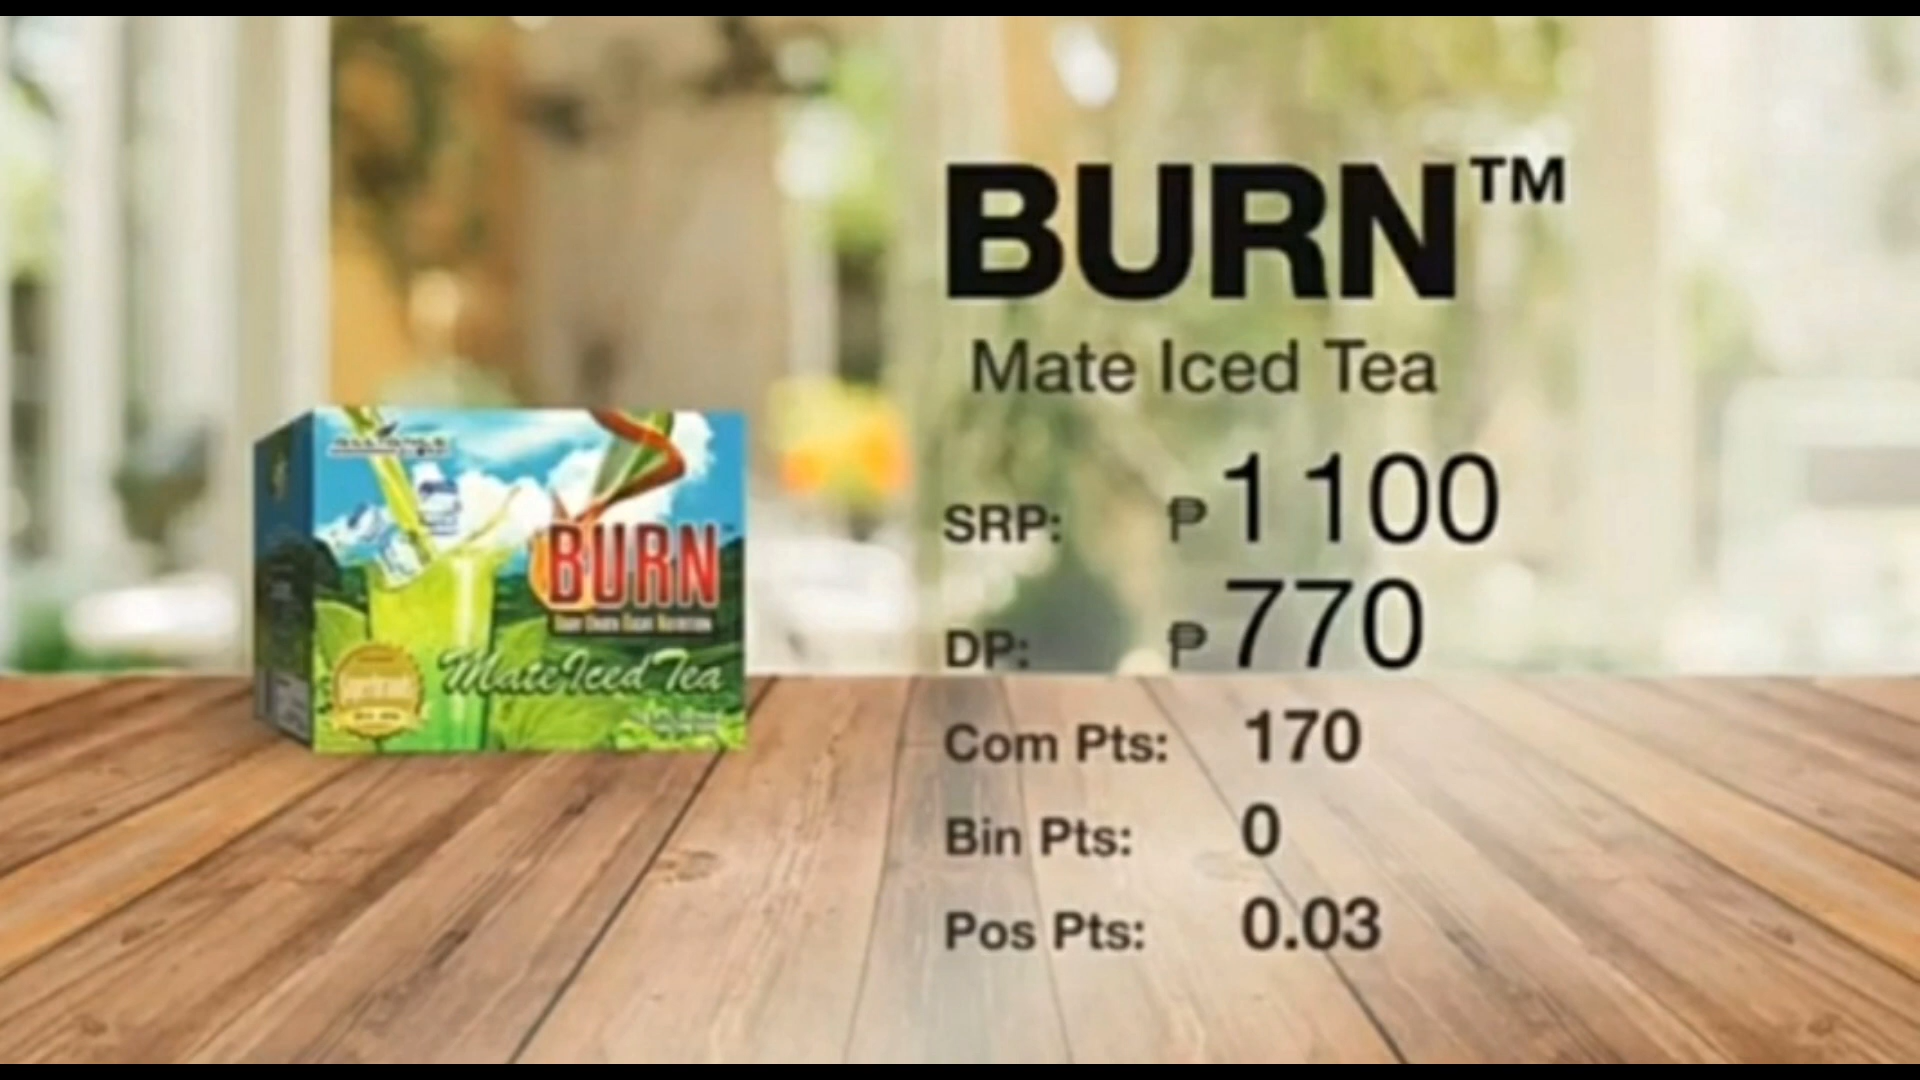 BURN™
Mate Iced Tea
SRP: ₱1100
DP: ₱770
Com Pts: 170
Bin Pts: 0
Pos Pts: 0.03
BURN
Mate Iced Tea